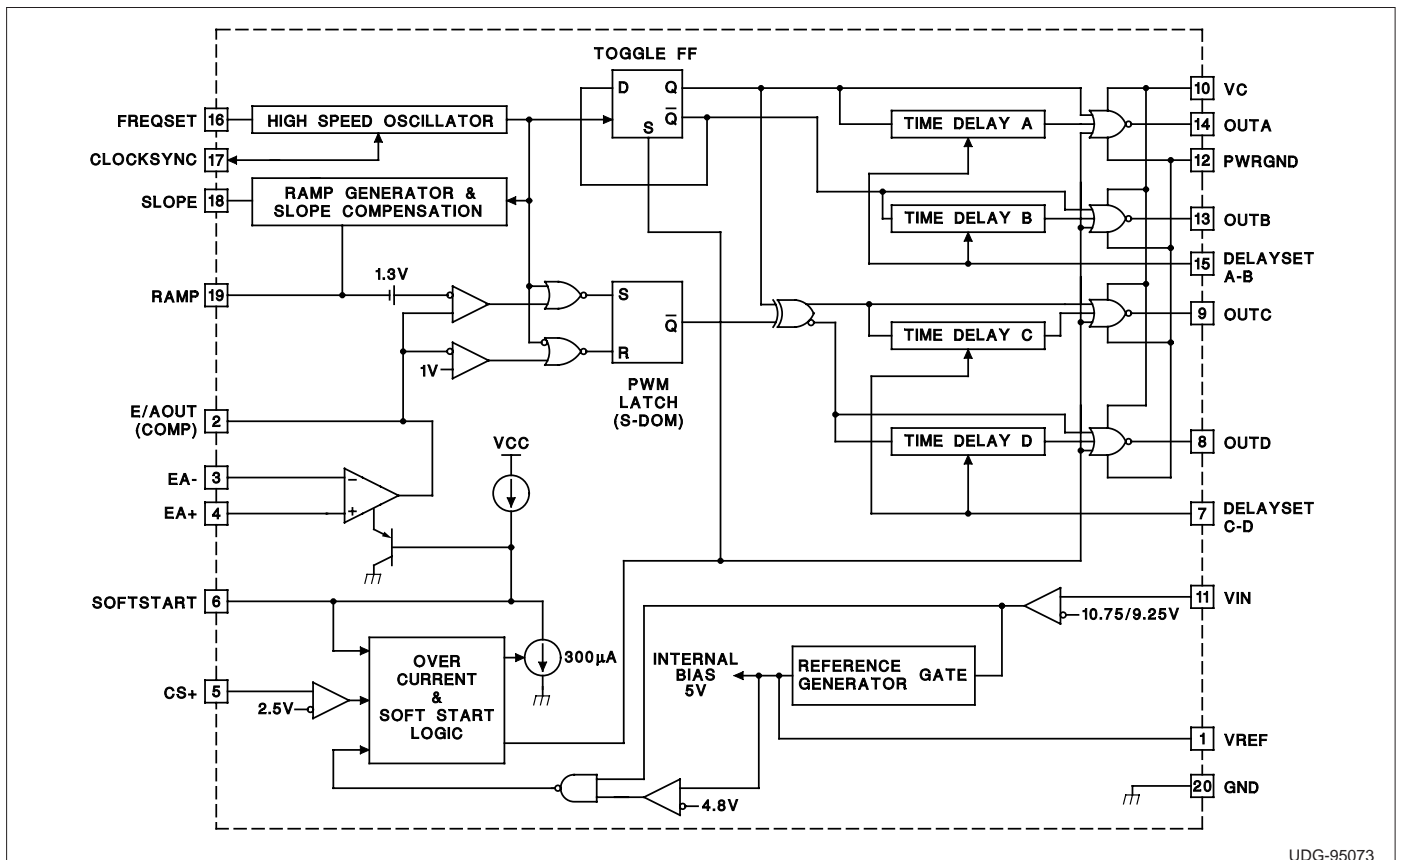 TOGGLE FF
D Q
Q
S
FREQSET 16
HIGH SPEED OSCILLATOR
CLOCKSYNC 17
SLOPE 18
RAMP GENERATOR &
SLOPE COMPENSATION
RAMP 19
1.3V
1V
S
Q
R
PWM
LATCH
(S-DOM)
E/AOUT
(COMP)
2
EA- 3
−
EA+ 4
+
VCC
SOFTSTART 6
OVER
CURRENT
&
SOFT START
LOGIC
300µA
CS+ 5
2.5V
TIME DELAY A
TIME DELAY B
TIME DELAY C
TIME DELAY D
10 VC
14 OUTA
12 PWRGND
13 OUTB
15 DELAYSET
A-B
9 OUTC
8 OUTD
7 DELAYSET
C-D
11 VIN
10.75/9.25V
INTERNAL
BIAS
5V
REFERENCE
GENERATOR
GATE
1 VREF
4.8V
20 GND
UDG-95073